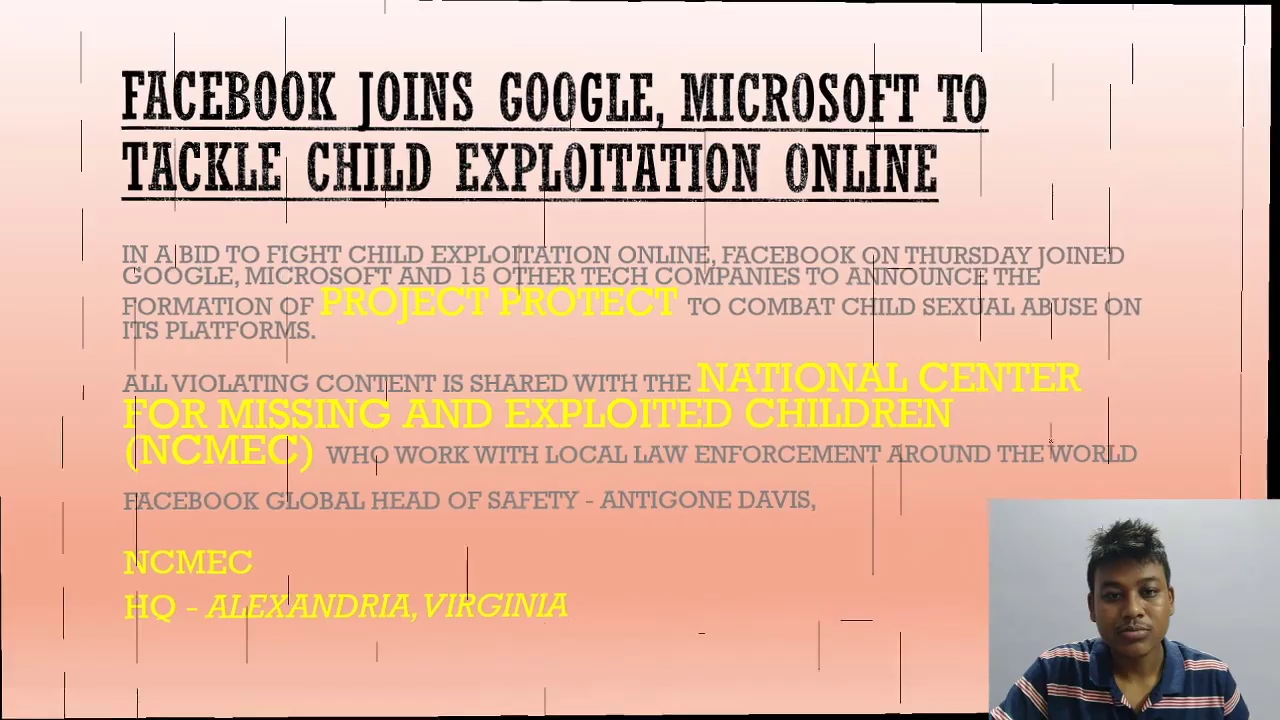 FACEBOOK JOINS GOOGLE, MICROSOFT TO
TACKLE CHILD EXPLOITATION ONLINE
IN A BID TO FIGHT CHILD EXPLOITATION ONLINE, FACEBOOK ON THURSDAY JOINED
GOOGLE, MICROSOFT AND 15 OTHER TECH COMPANIES TO ANNOUNCE THE
FORMATION OF PROJECT PROTECT TO COMBAT CHILD SEXUAL ABUSE ON
ITS PLATFORMS.
ALL VIOLATING CONTENT IS SHARED WITH THE NATIONAL CENTER
FOR MISSING AND EXPLOITED CHILDREN
(NCMEC) WHO WORK WITH LOCAL LAW ENFORCEMENT AROUND THE WORLD
FACEBOOK GLOBAL HEAD OF SAFETY - ANTIGONE DAVIS,
NCMEC
HQ - ALEXANDRIA, VIRGINIA